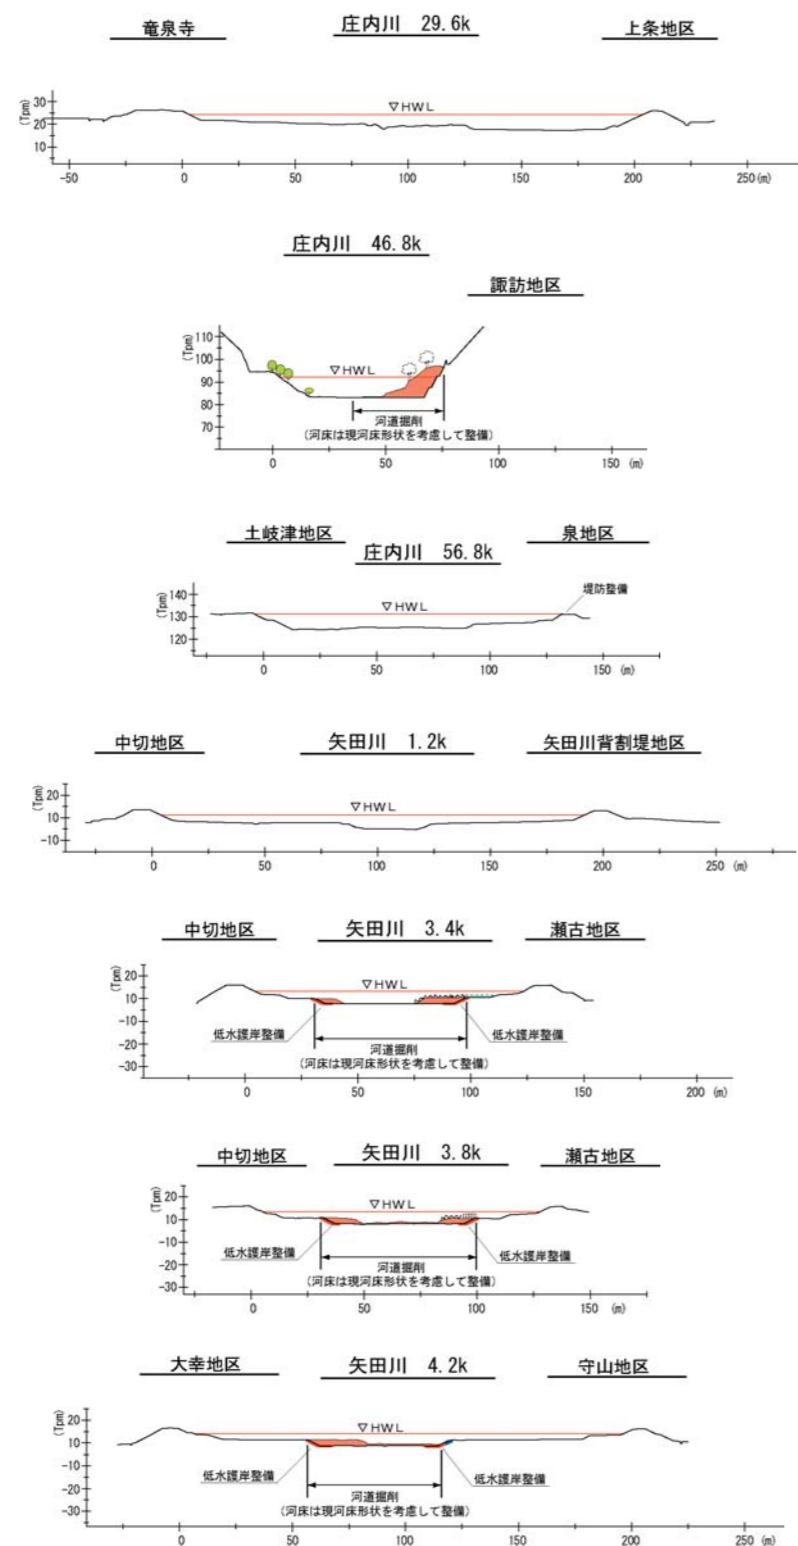 庄内川 29.6k
竜泉寺 上条地区
(Tpm)
▽HWL
30
20
10
-50 0 50 100 150 200 250(m)
庄内川 46.8k
諏訪地区
(Tpm)
110
100
▽HWL
90
80
70
河道掘削
(河床は現河床形状を考慮して整備)
0 50 100 150 (m)
土岐津地区 泉地区
庄内川 56.8k
(Tpm)
堤防整備
140
▽HWL
130
120
0 50 100 150 (m)
中切地区 矢田川 1.2k 矢田川背割堤地区
(Tpm)
20
▽HWL
10
-10
0 50 100 150 200 250 (m)
中切地区 矢田川 3.4k 瀬古地区
(Tpm)
20
▽HWL
10
-10
低水護岸整備 低水護岸整備
-20
河道掘削
(河床は現河床形状を考慮して整備)
-30
0 50 100 150 200 (m)
中切地区 矢田川 3.8k 瀬古地区
(Tpm)
20
▽HWL
10
-10
低水護岸整備 低水護岸整備
-20
河道掘削
(河床は現河床形状を考慮して整備)
-30
0 50 100 150 (m)
大幸地区 矢田川 4.2k 守山地区
(Tpm)
20
▽HWL
10
-10
低水護岸整備 低水護岸整備
-20
河道掘削
(河床は現河床形状を考慮して整備)
-30
0 50 100 150 200 250 (m)